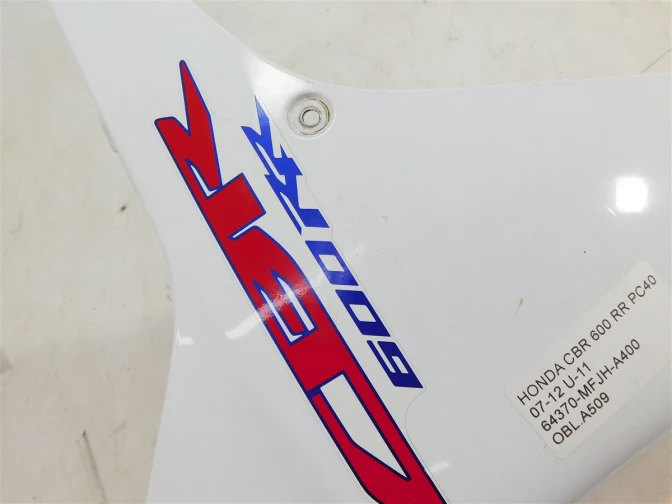 CBR
600RR
HONDA CBR 600 RR PC40
07-12 U-11
64370-MFJH-A400
OBL.A509